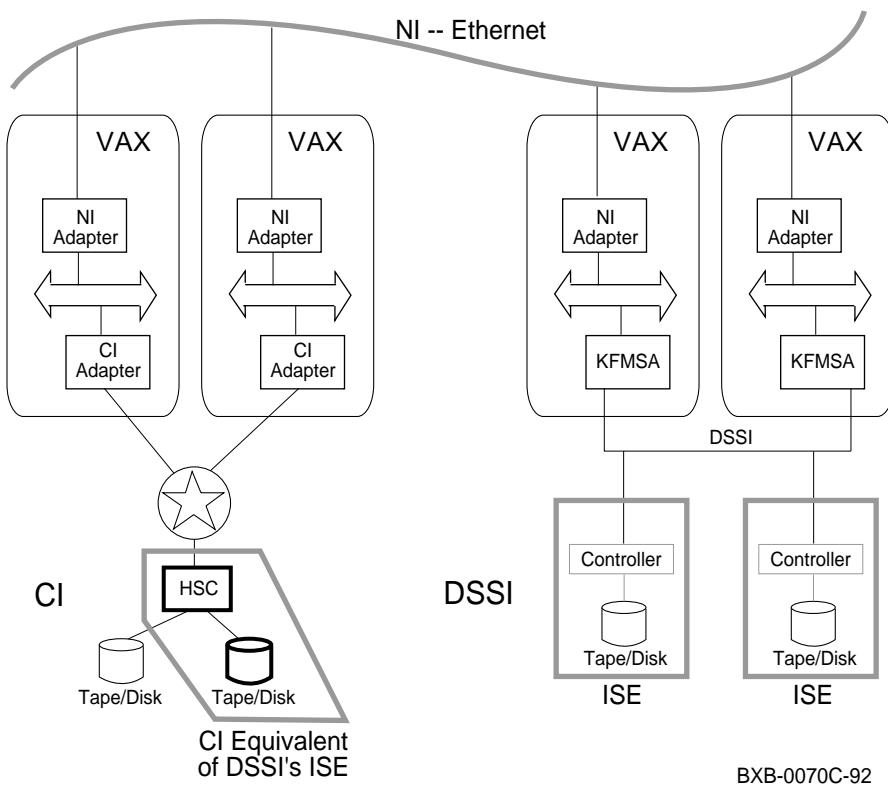 NI -- Ethernet
VAX
VAX
VAX
VAX
NI
Adapter
NI
Adapter
NI
Adapter
NI
Adapter
CI
Adapter
CI
Adapter
KFMSA
KFMSA
DSSI
CI
HSC
Tape/Disk
Tape/Disk
CI Equivalent
of DSSI's ISE
DSSI
Controller
Controller
Tape/Disk
Tape/Disk
ISE
ISE
BXB-0070C-92